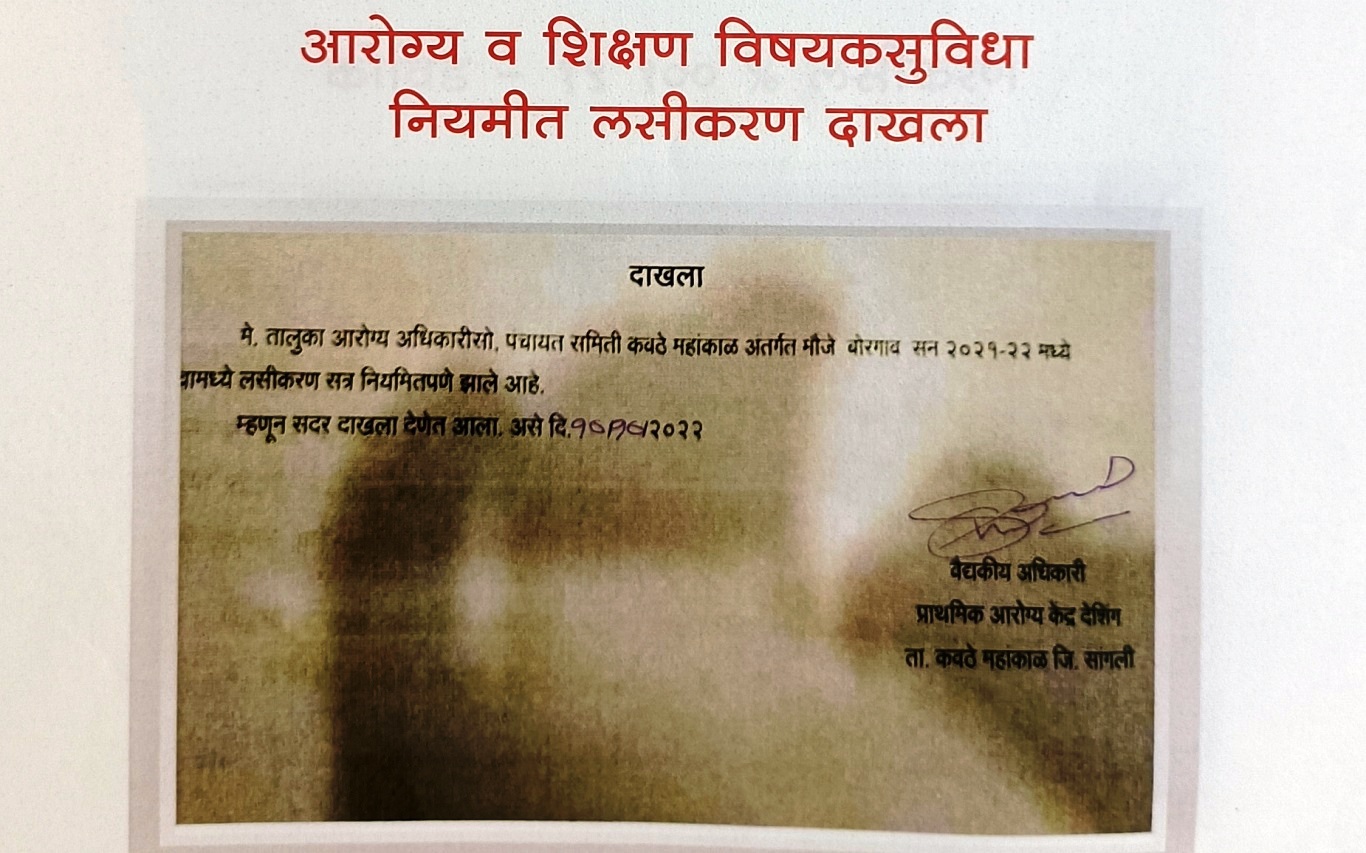 आरोग्य व शिक्षण विषयकसुविधा
नियमीत लसीकरण दाखला
दाखला
मे. तालुका आरोग्य अधिकारीसो, पचायत समिती कवठे महांकाळ अंतर्गत मौजे बोरगाव सन २०२१-२२ मध्ये
लसीकरण सत्र नियमितपणे झाले आहे.
म्हणून सदर दाखला देणेत आला. असे दि. २०२२
वैद्यकीय अधिकारी
प्राथमिक आरोग्य केंद्र देशिंग
ता. कवठे महांकाळ जि. सांगली